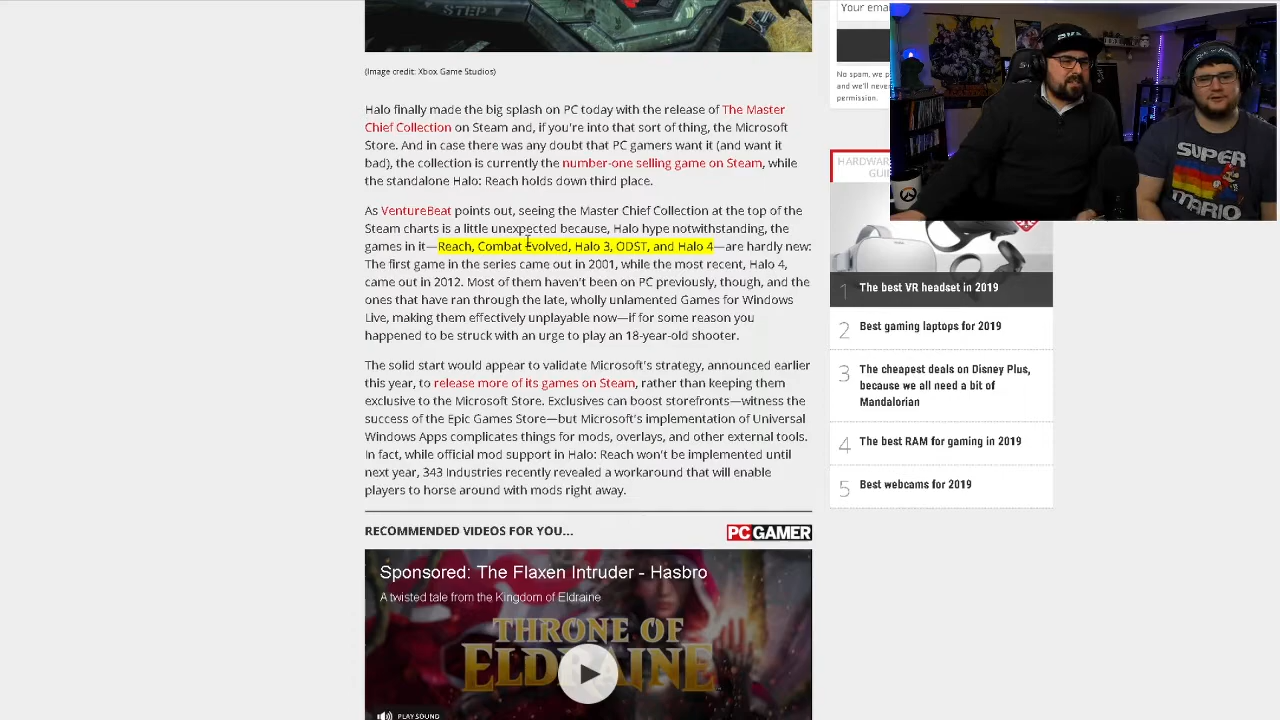 STEP
(Image credit: Xbox Game Studios)
Halo finally made the big splash on PC today with the release of The Master
Chief Collection on Steam and, if you're into that sort of thing, the Microsoft
Store. And in case there was any doubt that PC gamers want it (and want it
bad), the collection is currently the number-one selling game on Steam, while
the standalone Halo: Reach holds down third place.
As VentureBeat points out, seeing the Master Chief Collection at the top of the
Steam charts is a little unexpected because, Halo hype notwithstanding, the
games in it—Reach, Combat Evolved, Halo 3, ODST, and Halo 4—are hardly new:
The first game in the series came out in 2001, while the most recent, Halo 4,
came out in 2012. Most of them haven't been on PC previously, though, and the
ones that have ran through the late, wholly unlamented Games for Windows
Live, making them effectively unplayable now—if for some reason you
happened to be struck with an urge to play an 18-year-old shooter.
The solid start would appear to validate Microsoft's strategy, announced earlier
this year, to release more of its games on Steam, rather than keeping them
exclusive to the Microsoft Store. Exclusives can boost storefronts—witness the
success of the Epic Games Store—but Microsoft's implementation of Universal
Windows Apps complicates things for mods, overlays, and other external tools.
In fact, while official mod support in Halo: Reach won't be implemented until
next year, 343 Industries recently revealed a workaround that will enable
players to horse around with mods right away.
RECOMMENDED VIDEOS FOR YOU...
PC GAMER
Sponsored: The Flaxen Intruder - Hasbro
A twisted tale from the Kingdom of Eldraine
THRONE OF
ELDRAINE
PLAY SOUND
Your ema
No spam, we p
and we'll neve
permission.
HARDWA
GUI
1 The best VR headset in 2019
2 Best gaming laptops for 2019
3 The cheapest deals on Disney Plus,
because we all need a bit of
Mandalorian
4 The best RAM for gaming in 2019
5 Best webcams for 2019
SUPER
MARIO